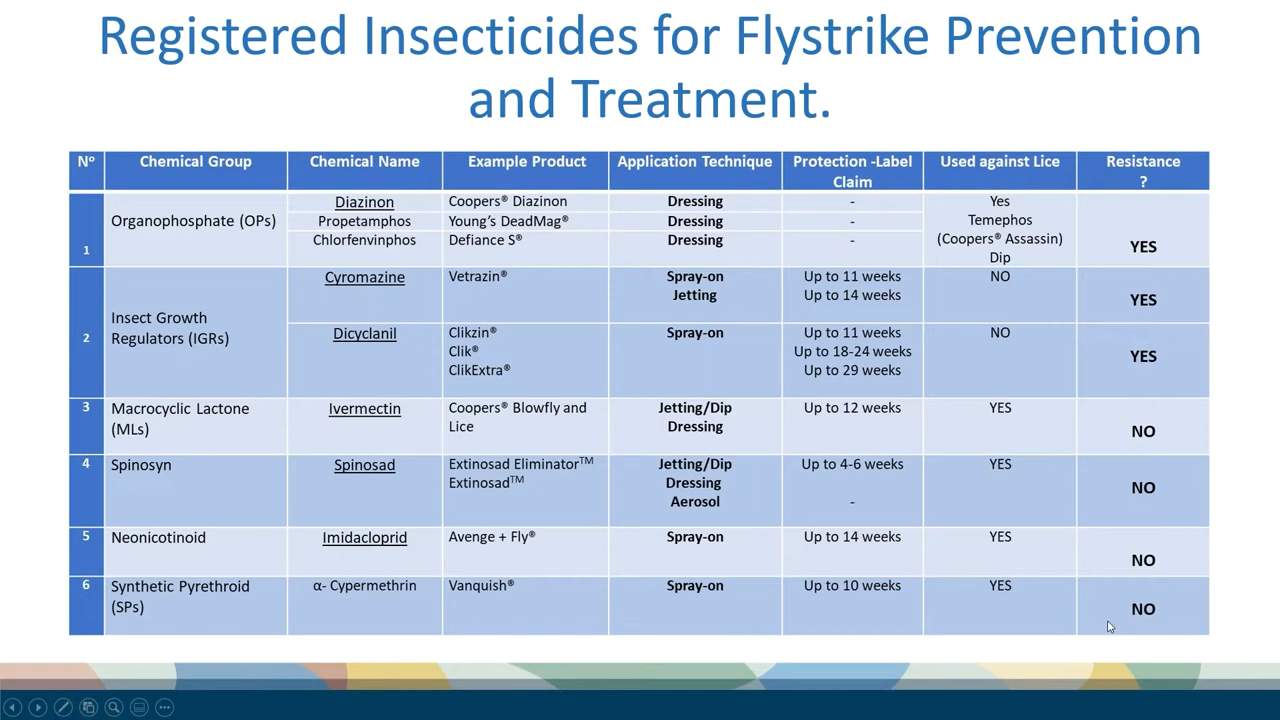 Registered Insecticides for Flystrike Prevention
and Treatment.
Nº Chemical Group Chemical Name Example Product Application Technique Protection -Label Used against Lice Resistance
Claim ?
1 Organophosphate (OPs) Diazinon Coopers® Diazinon Dressing - Yes YES
Propetamphos Young’s DeadMag® Dressing - Temephos
Chlorfenvinphos Defiance S® Dressing - (Coopers® Assassin)
Dip
2 Insect Growth Cyromazine Vetrazin® Spray-on Up to 11 weeks NO YES
Regulators (IGRs) Jetting Up to 14 weeks
Dicyclanil Clikzin® Spray-on Up to 11 weeks NO YES
Clik® Up to 18-24 weeks
ClikExtra® Up to 29 weeks
3 Macrocyclic Lactone Ivermectin Coopers® Blowfly and Jetting/Dip Up to 12 weeks YES NO
(MLs) Lice Dressing
4 Spinosyn Spinosad Extinosad Eliminator™ Jetting/Dip Up to 4-6 weeks YES NO
Extinosad™ Dressing
Aerosol -
5 Neonicotinoid Imidacloprid Avenge + Fly® Spray-on Up to 14 weeks YES NO
6 Synthetic Pyrethroid α- Cypermethrin Vanquish® Spray-on Up to 10 weeks YES NO
(SPs)